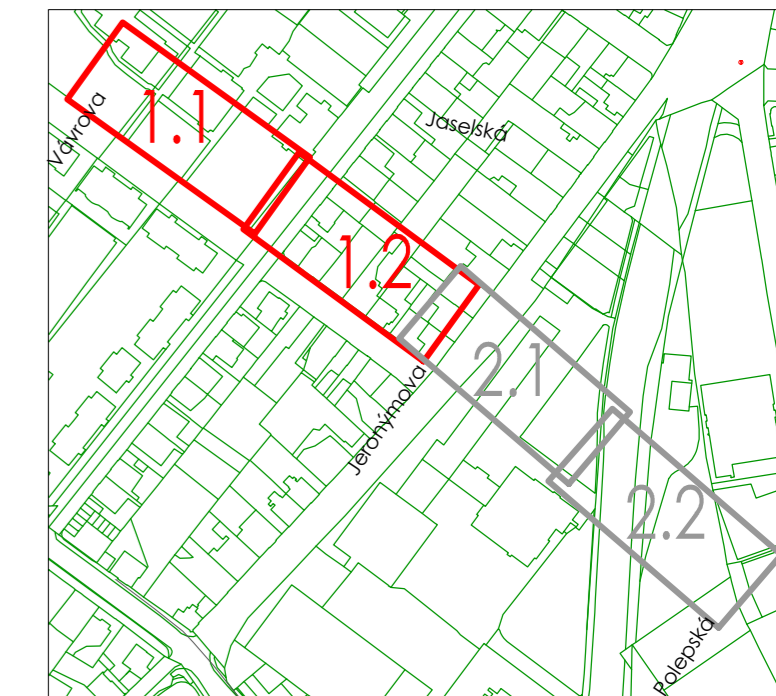 1.1
Vávrova
Jaselská
1.2
2.1
Jeronýmova
2.2
Polepská